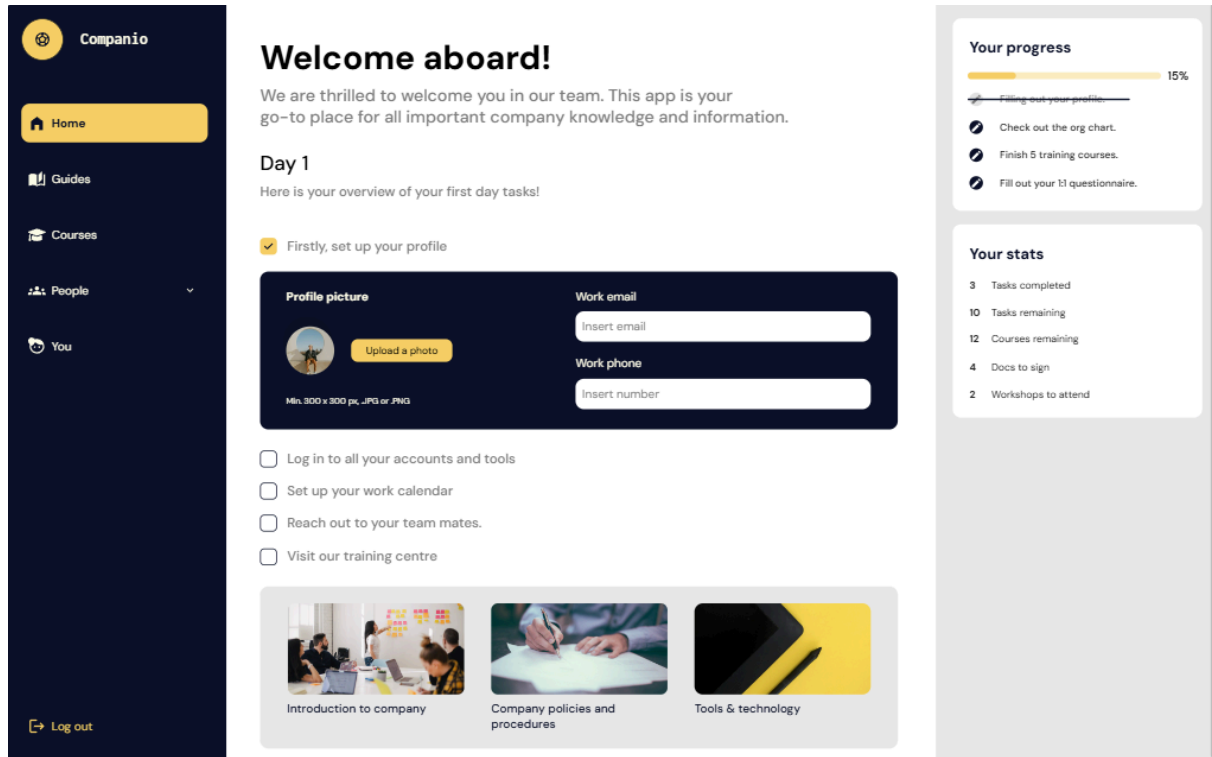 Companio
Home
Guides
Courses
People
You
Log out
Welcome aboard!
We are thrilled to welcome you in our team. This app is your
go-to place for all important company knowledge and information.
Day 1
Here is your overview of your first day tasks!
Firstly, set up your profile
Profile picture
Upload a photo
Min. 300 x 300 px, .JPG or .PNG
Work email
Insert email
Work phone
Insert number
Log in to all your accounts and tools
Set up your work calendar
Reach out to your team mates.
Visit our training centre
Introduction to company
Company policies and
procedures
Tools & technology
Your progress
15%
Filling out your profile.
Check out the org chart.
Finish 5 training courses.
Fill out your 1:1 questionnaire.
Your stats
3 Tasks completed
10 Tasks remaining
12 Courses remaining
4 Docs to sign
2 Workshops to attend